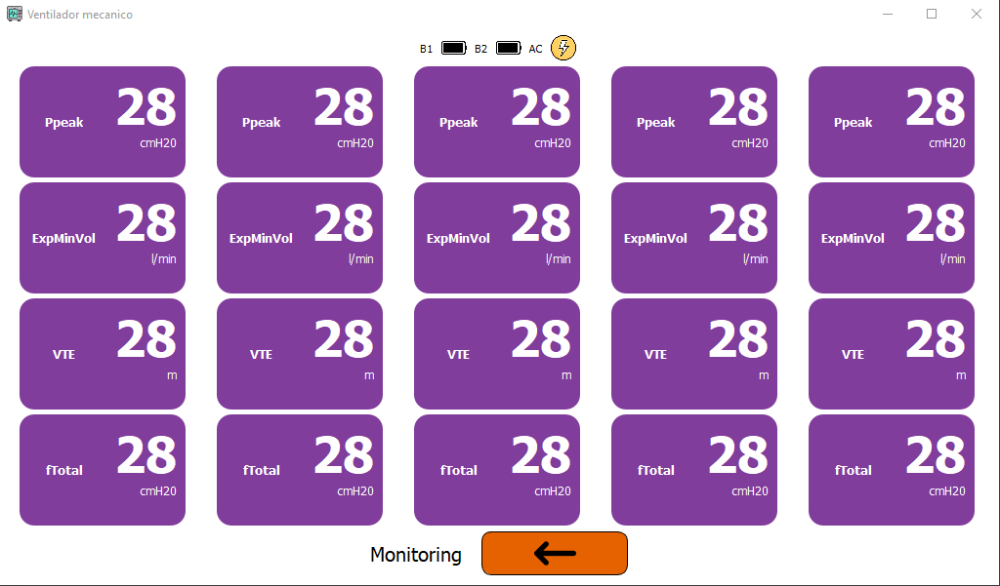 Ventilador mecanico
B1 B2 AC
Ppeak 28 cmH20
Ppeak 28 cmH20
Ppeak 28 cmH20
Ppeak 28 cmH20
Ppeak 28 cmH20
ExpMinVol 28 l/min
ExpMinVol 28 l/min
ExpMinVol 28 l/min
ExpMinVol 28 l/min
ExpMinVol 28 l/min
VTE 28 m
VTE 28 m
VTE 28 m
VTE 28 m
VTE 28 m
fTotal 28 cmH20
fTotal 28 cmH20
fTotal 28 cmH20
fTotal 28 cmH20
fTotal 28 cmH20
Monitoring